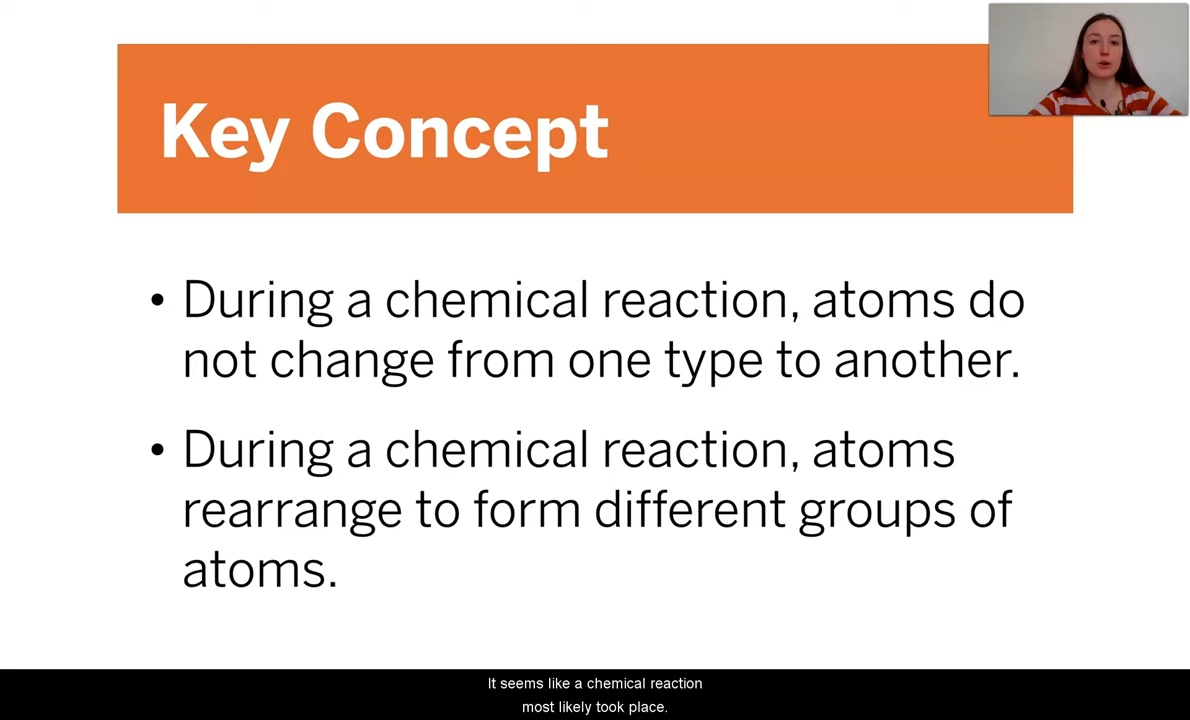 Key Concept
• During a chemical reaction, atoms do
not change from one type to another.
• During a chemical reaction, atoms
rearrange to form different groups of
atoms.
It seems like a chemical reaction
most likely took place.